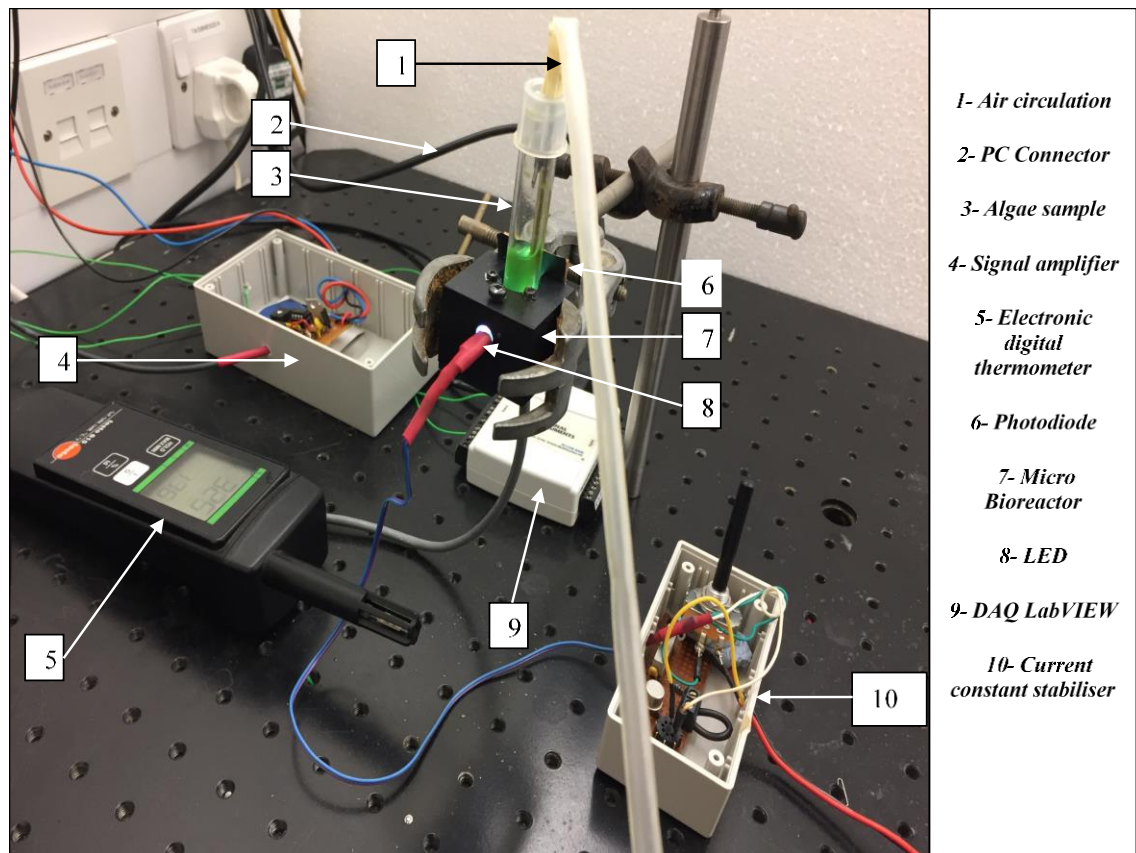 1
2
3
4
5
6
7
8
9
10
testo 610
1- Air circulation
2- PC Connector
3- Algae sample
4- Signal amplifier
5- Electronic
digital
thermometer
6- Photodiode
7- Micro
Bioreactor
8- LED
9- DAQ LabVIEW
10- Current
constant stabiliser